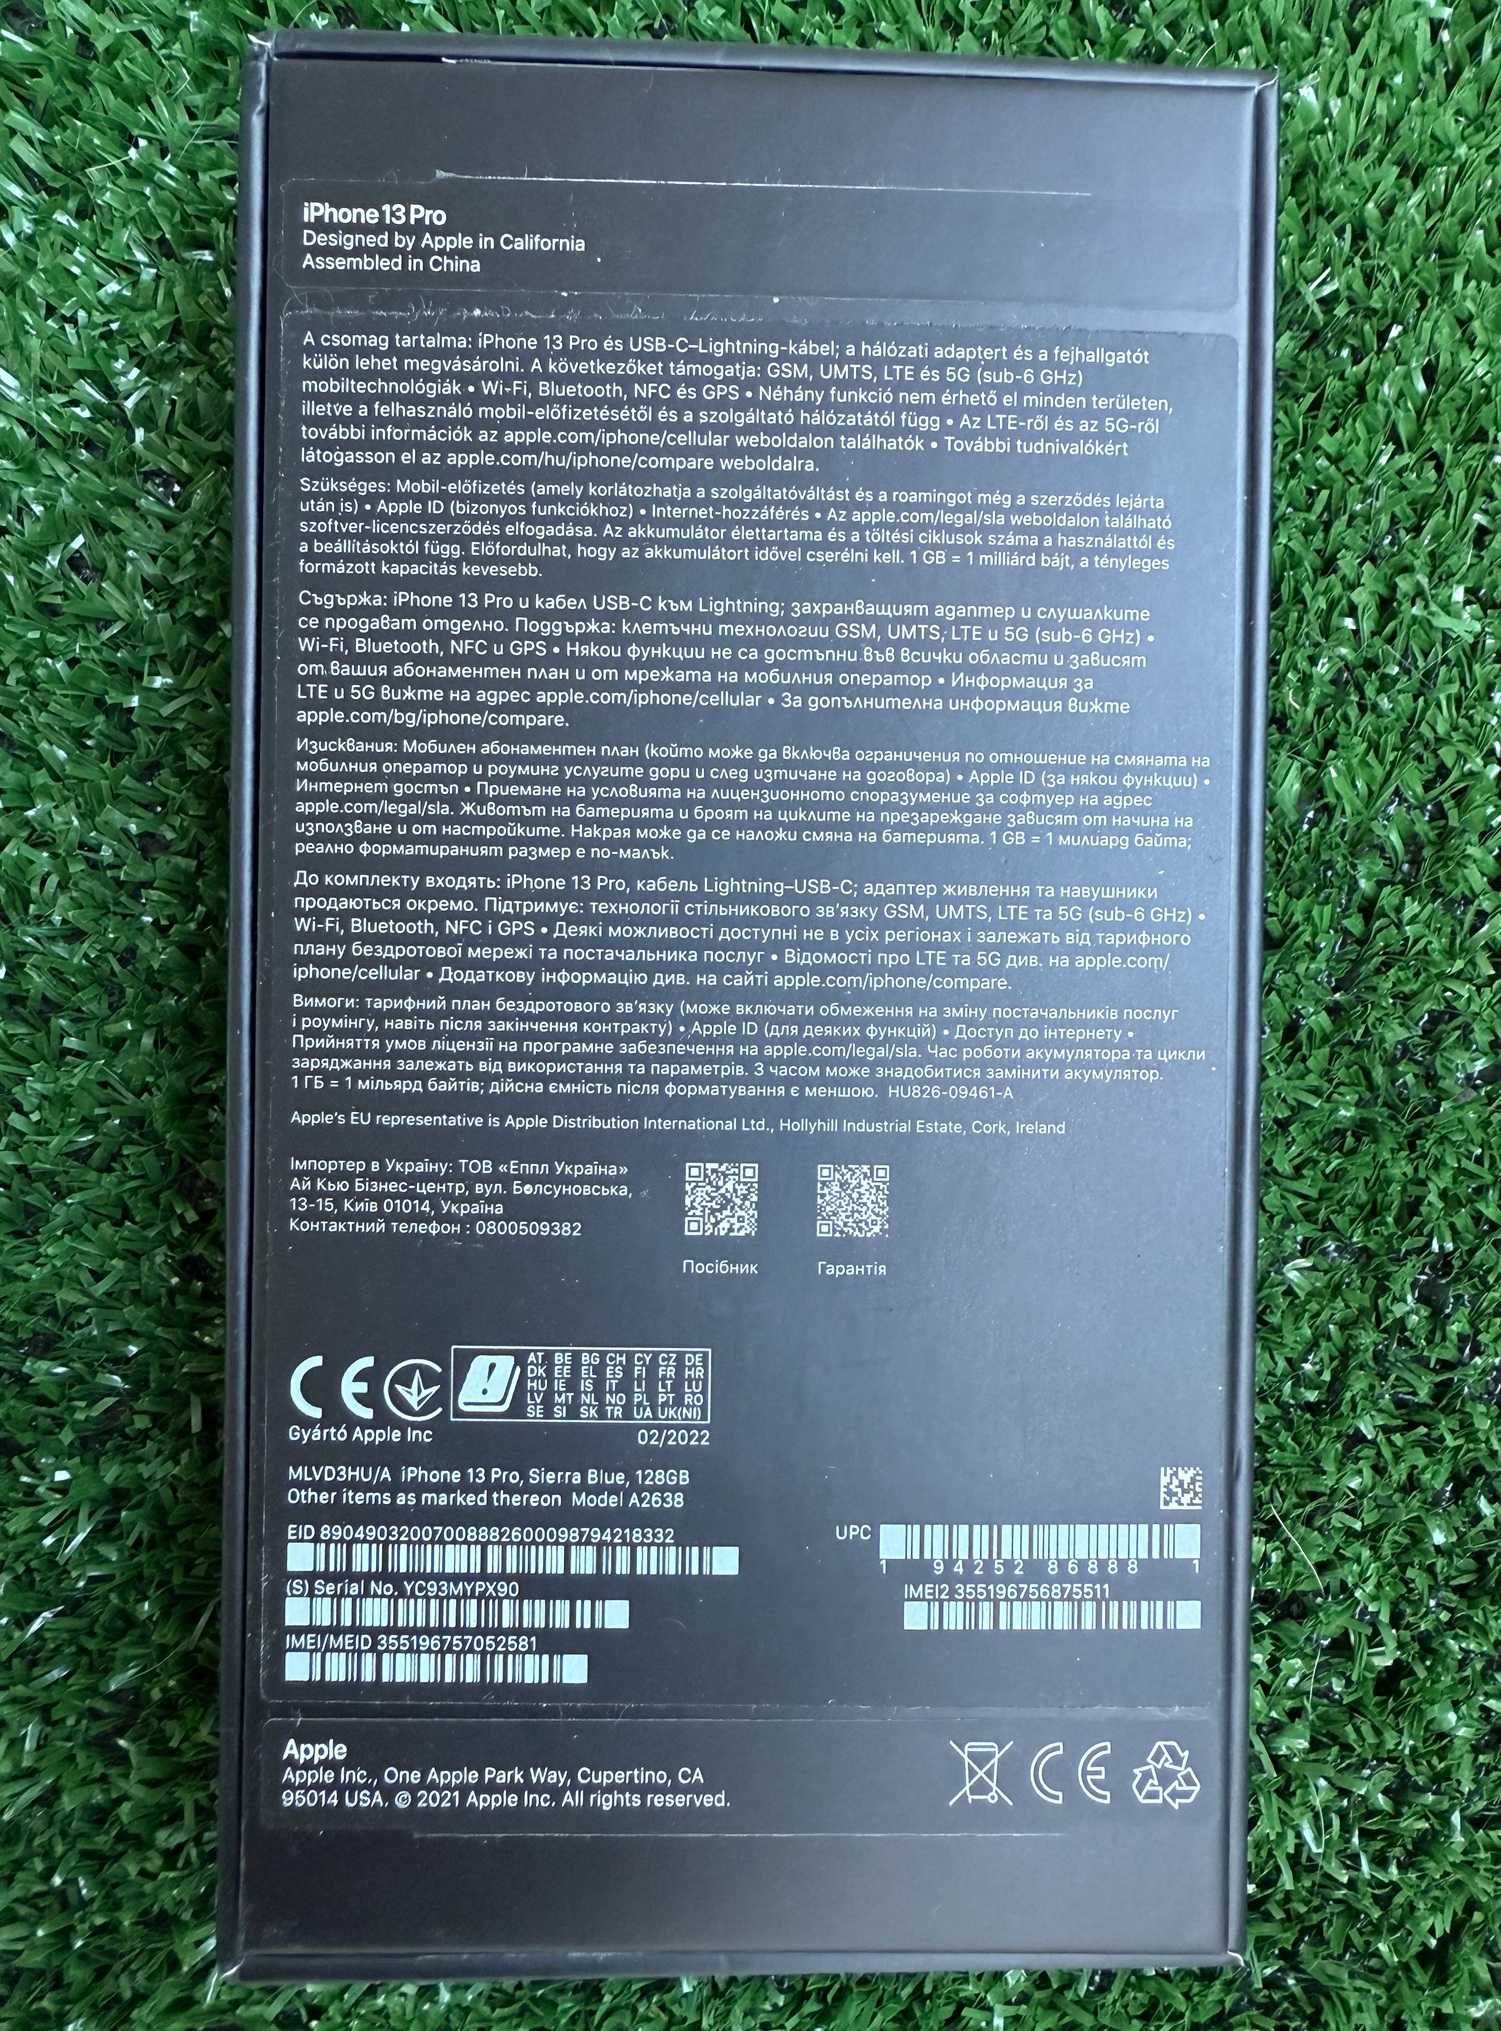 iPhone 13 Pro
Designed by Apple in California
Assembled in China
A csomag tartalma: iPhone 13 Pro és USB-C–Lightning-kábel; a hálózati adaptert és a fejhallgatót
külön lehet megvásárolni. A következőket támogatja: GSM, UMTS, LTE és 5G (sub-6 GHz)
mobiltechnológiák • Wi-Fi, Bluetooth, NFC és GPS • Néhány funkció nem érhető el minden területen,
illetve a felhasználó mobil-előfizetésétől és a szolgáltató hálózatától függ • Az LTE-ről és az 5G-ről
további információk az apple.com/iphone/cellular weboldalon találhatók • További tudnivalókért
látogasson el az apple.com/hu/iphone/compare weboldalra.
Szükséges: Mobil-előfizetés (amely korlátozhatja a szolgáltatóváltást és a roamingot még a szerződés lejárta
után is) • Apple ID (bizonyos funkciókhoz) • Internet-hozzáférés • Az apple.com/legal/sla weboldalon található
szoftver-licencszerződés elfogadása. Az akkumulátor élettartama és a töltési ciklusok száma a használattól és
a beállításoktól függ. Előfordulhat, hogy az akkumulátort idővel cserélni kell. 1 GB = 1 milliárd bájt, a tényleges
formázott kapacitás kevesebb.
Съдържа: iPhone 13 Pro и кабел USB-C към Lightning; захранващият адаптер и слушалките
се продават отделно. Поддържа: клетъчни технологии GSM, UMTS, LTE и 5G (sub-6 GHz) •
Wi-Fi, Bluetooth, NFC и GPS • Някои функции не са достъпни във всички области и зависят
от вашия абонаментен план и от мрежата на мобилния оператор • Информация за
LTE и 5G вижте на адрес apple.com/iphone/cellular • За допълнителна информация вижте
apple.com/bg/iphone/compare.
Изисквания: Мобилен абонаментен план (който може да включва ограничения по отношение на смяната на
мобилния оператор и роуминг услугите дори и след изтичане на договора) • Apple ID (за някои функции) •
Интернет достъп • Приемане на условията на лицензионното споразумение за софтуер на адрес
apple.com/legal/sla. Животът на батерията и броят на циклите на презареждане зависят от начина на
използване и от настройките. Накрая може да се наложи смяна на батерията. 1 GB = 1 милиард байта;
реално форматираният размер е по-малък.
До комплекту входять: iPhone 13 Pro, кабель Lightning–USB-C; адаптер живлення та навушники
продаються окремо. Підтримує: технології стільникового зв’язку GSM, UMTS, LTE та 5G (sub-6 GHz) •
Wi-Fi, Bluetooth, NFC і GPS • Деякі можливості доступні не в усіх регіонах і залежать від тарифного
плану бездротової мережі та постачальника послуг • Відомості про LTE та 5G див. на apple.com/
iphone/cellular • Додаткову інформацію див. на сайті apple.com/iphone/compare.
Вимоги: тарифний план бездротового зв’язку (може включати обмеження на зміну постачальників послуг
і роумінгу, навіть після закінчення контракту) • Apple ID (для деяких функцій) • Доступ до інтернету •
Прийняття умов ліцензії на програмне забезпечення на apple.com/legal/sla. Час роботи акумулятора та цикли
заряджання залежать від використання та параметрів. З часом може знадобитися замінити акумулятор.
1 ГБ = 1 мільярд байтів; дійсна ємність після форматування є меншою. HU826-09461-A
Apple’s EU representative is Apple Distribution International Ltd., Hollyhill Industrial Estate, Cork, Ireland
Імпортер в Україну: ТОВ «Еппл Україна»
Ай Кью Бізнес-центр, вул. Болсуновська,
13-15, Київ 01014, Україна
Контактний телефон : 0800509382
Посібник Гарантія
CE
AT BE BG CH CY CZ DE
DK EE EL ES FI FR HR
HU IE IS IT LI LT LU
LV MT NL NO PL PT RO
SE SI SK TR UA UK(NI)
Gyártó Apple Inc 02/2022
MLVD3HU/A iPhone 13 Pro, Sierra Blue, 128GB
Other items as marked thereon Model A2638
EID 89049032007008882600098794218332
UPC
1 94252 86888 1
(S) Serial No. YC93MYPX90
IMEI2 355196756875511
IMEI/MEID 355196757052581
Apple
Apple Inc., One Apple Park Way, Cupertino, CA
95014 USA. © 2021 Apple Inc. All rights reserved.
CE